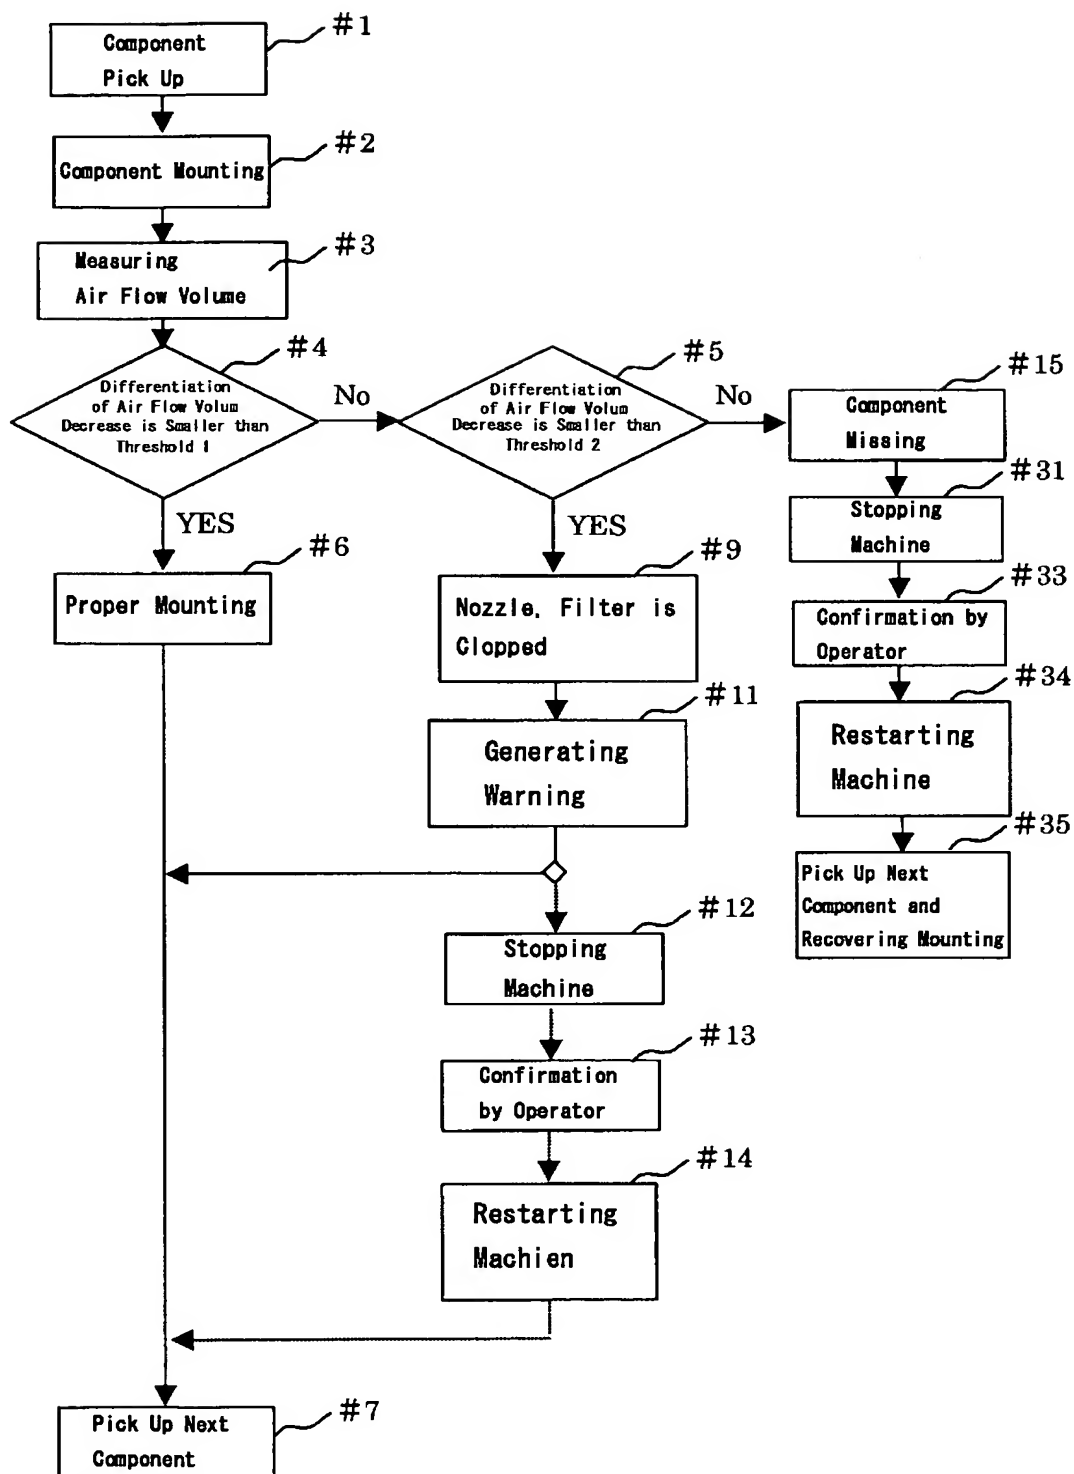 #1
Component
Pick Up
#2
Component Mounting
#3
Measuring
Air Flow Volume
#4
Differentiation
of Air Flow Volum
Decrease is Smaller than
Threshold 1
No
#5
Differentiation
of Air Flow Volum
Decrease is Smaller than
Threshold 2
No
#15
Component
Missing
#31
Stopping
Machine
#33
Confirmation by
Operator
#34
Restarting
Machine
#35
Pick Up Next
Component and
Recovering Mounting
YES
#6
Proper Mounting
YES
#9
Nozzle, Filter is
Clopped
#11
Generating
Warning
#12
Stopping
Machine
#13
Confirmation
by Operator
#14
Restarting
Machien
#7
Pick Up Next
Component